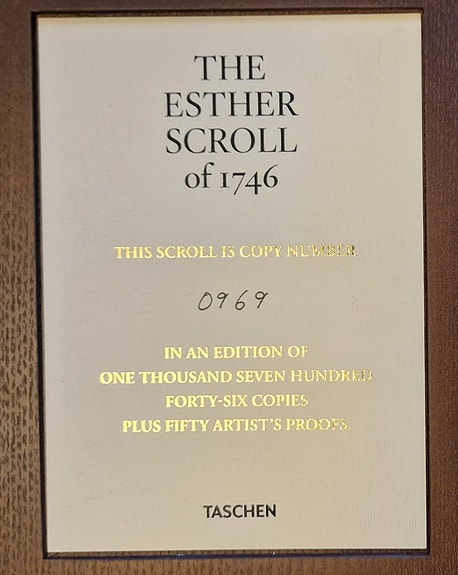 THE
ESTHER
SCROLL
of 1746
THIS SCROLL IS COPY NUMBER
0969
IN AN EDITION OF
ONE THOUSAND SEVEN HUNDRED
FORTY-SIX COPIES
PLUS FIFTY ARTIST'S PROOFS.
TASCHEN